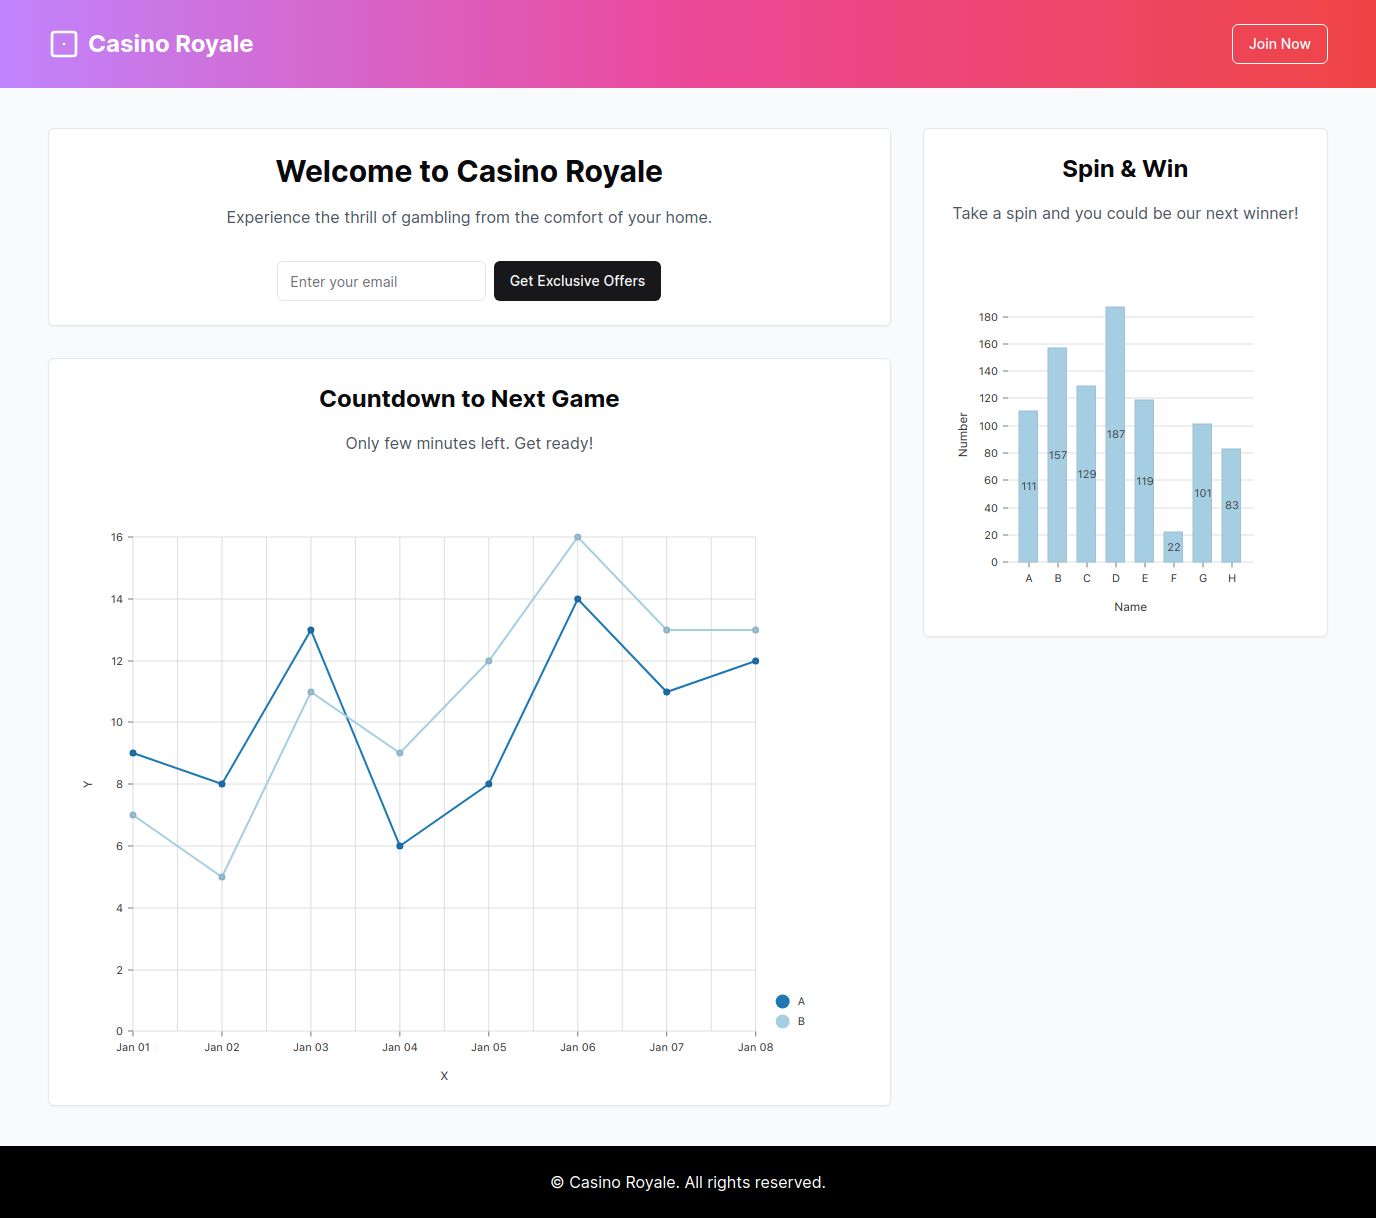 Casino Royale
Join Now
Welcome to Casino Royale
Experience the thrill of gambling from the comfort of your home.
Enter your email
Get Exclusive Offers
Countdown to Next Game
Only few minutes left. Get ready!
16
14
12
10
8
6
4
2
0
Y
Jan 01
Jan 02
Jan 03
Jan 04
Jan 05
Jan 06
Jan 07
Jan 08
X
A
B
Spin & Win
Take a spin and you could be our next winner!
180
160
140
120
100
80
60
40
20
0
Number
111
157
129
187
119
22
101
83
A
B
C
D
E
F
G
H
Name
© Casino Royale. All rights reserved.